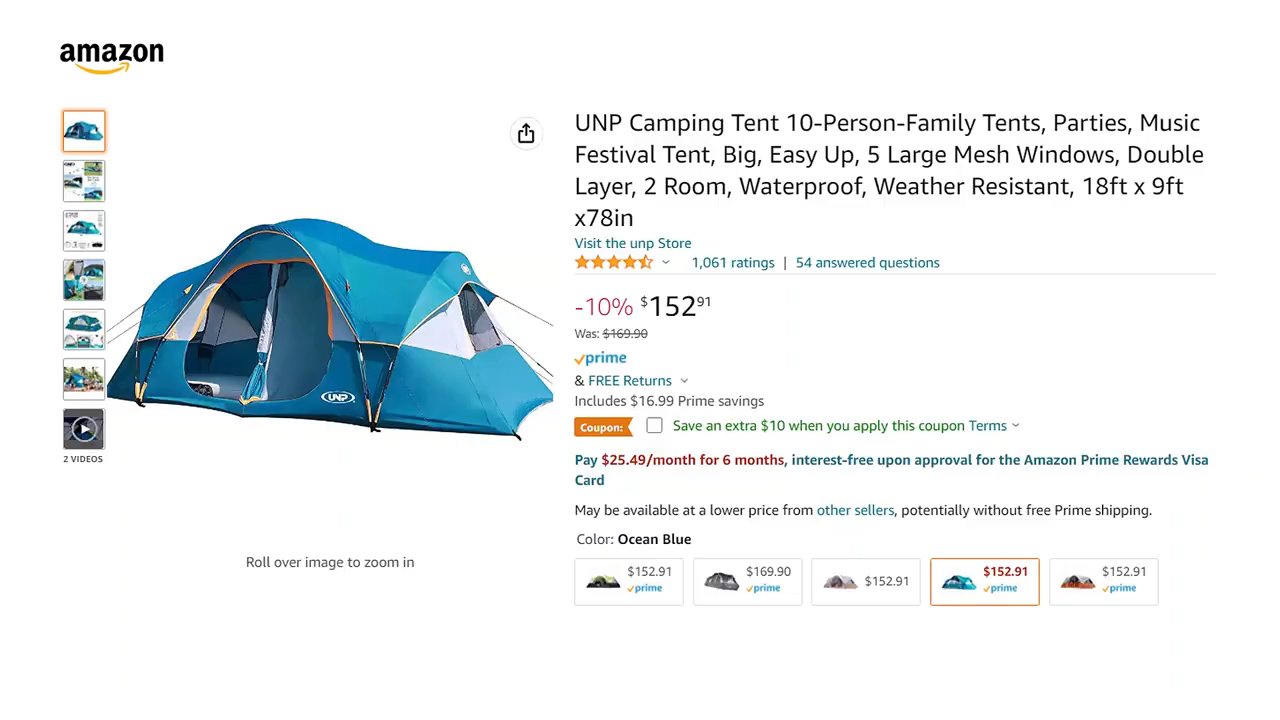 amazon
UNP Camping Tent 10-Person-Family Tents, Parties, Music
Festival Tent, Big, Easy Up, 5 Large Mesh Windows, Double
Layer, 2 Room, Waterproof, Weather Resistant, 18ft x 9ft
x78in
Visit the unp Store
1,061 ratings | 54 answered questions
-10% $152 91
Was: $169.90
prime
& FREE Returns
Includes $16.99 Prime savings
Coupon: Save an extra $10 when you apply this coupon Terms
Pay $25.49/month for 6 months, interest-free upon approval for the Amazon Prime Rewards Visa
Card
May be available at a lower price from other sellers, potentially without free Prime shipping.
Color: Ocean Blue
$152.91 prime
$169.90 prime
$152.91
$152.91 prime
$152.91 prime
UNP
2 VIDEOS
Roll over image to zoom in